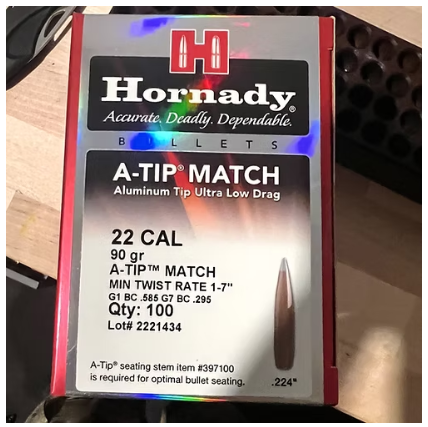 H
Hornady®
Accurate. Deadly. Dependable.
BULLETS
A-TIP® MATCH
Aluminum Tip Ultra Low Drag
22 CAL
90 gr
A-TIP™ MATCH
MIN TWIST RATE 1-7"
G1 BC .585 G7 BC .295
Qty: 100
Lot# 2221434
A-Tip® seating stem item #397100
is required for optimal bullet seating.
.224"